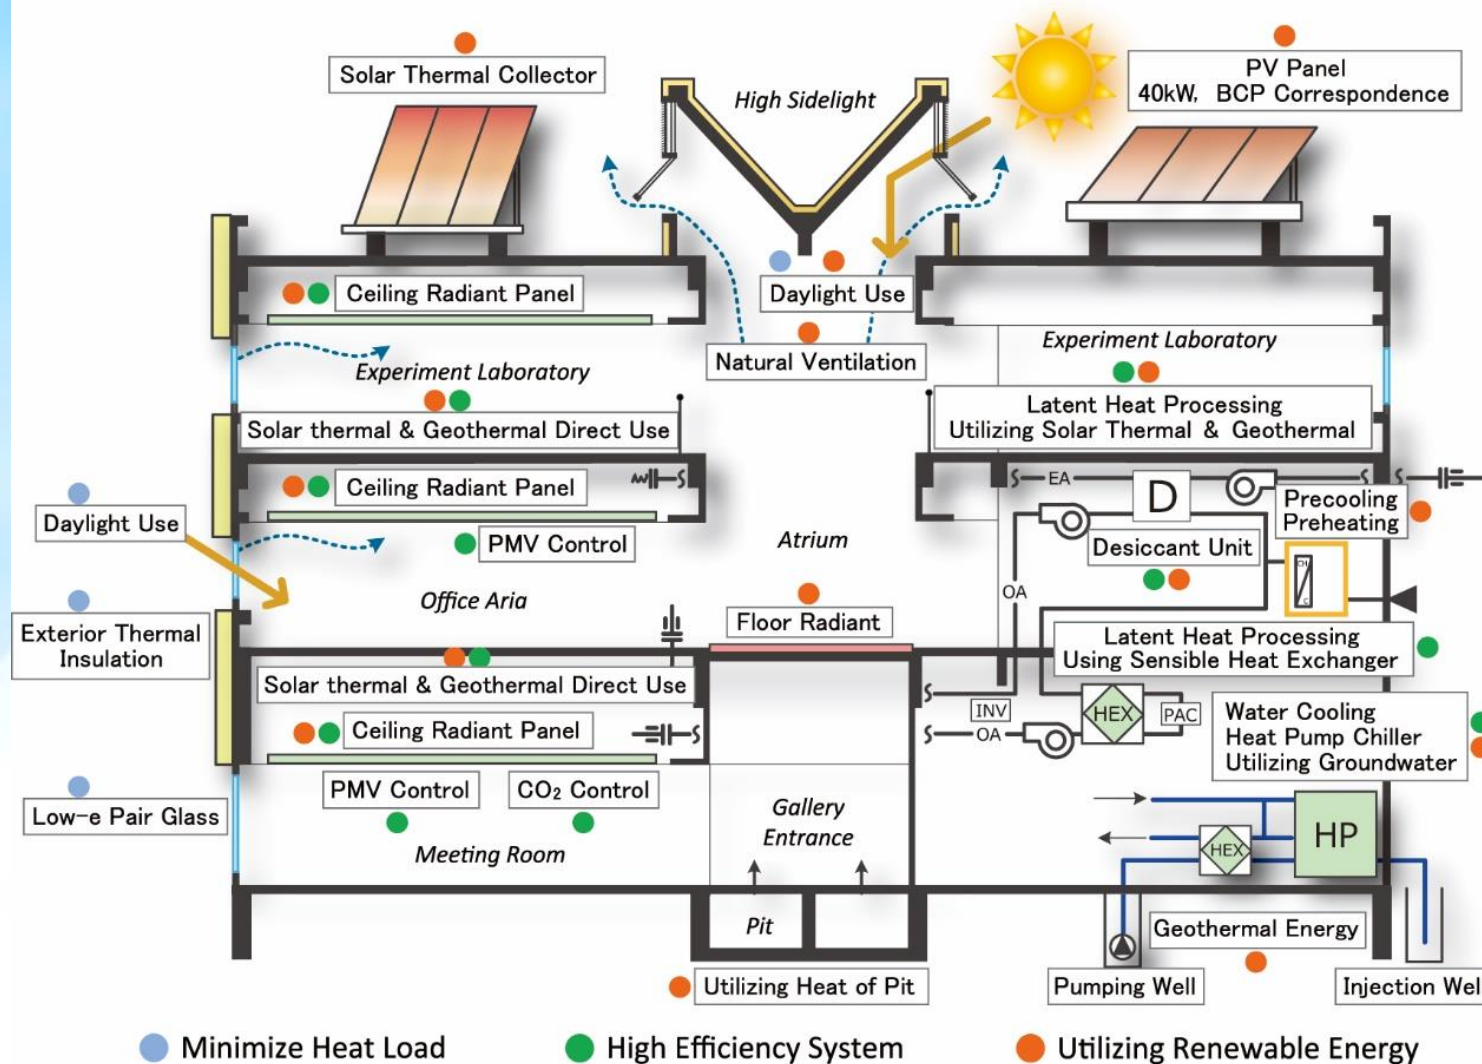 Solar Thermal Collector
High Sidelight
PV Panel
40kW, BCP Correspondence
Ceiling Radiant Panel
Daylight Use
Natural Ventilation
Experiment Laboratory
Experiment Laboratory
Solar thermal & Geothermal Direct Use
Latent Heat Processing
Utilizing Solar Thermal & Geothermal
Ceiling Radiant Panel
EA
D
Precooling
Preheating
Daylight Use
PMV Control
Atrium
Desiccant Unit
CH
C
OA
Office Aria
Floor Radiant
Exterior Thermal
Insulation
Latent Heat Processing
Using Sensible Heat Exchanger
Solar thermal & Geothermal Direct Use
INV
HEX
PAC
OA
Ceiling Radiant Panel
Water Cooling
Heat Pump Chiller
Utilizing Groundwater
PMV Control
CO₂ Control
Low-e Pair Glass
Gallery
Entrance
Meeting Room
HEX
HP
Pit
Geothermal Energy
Utilizing Heat of Pit
Pumping Well
Injection Well
Minimize Heat Load
High Efficiency System
Utilizing Renewable Energy